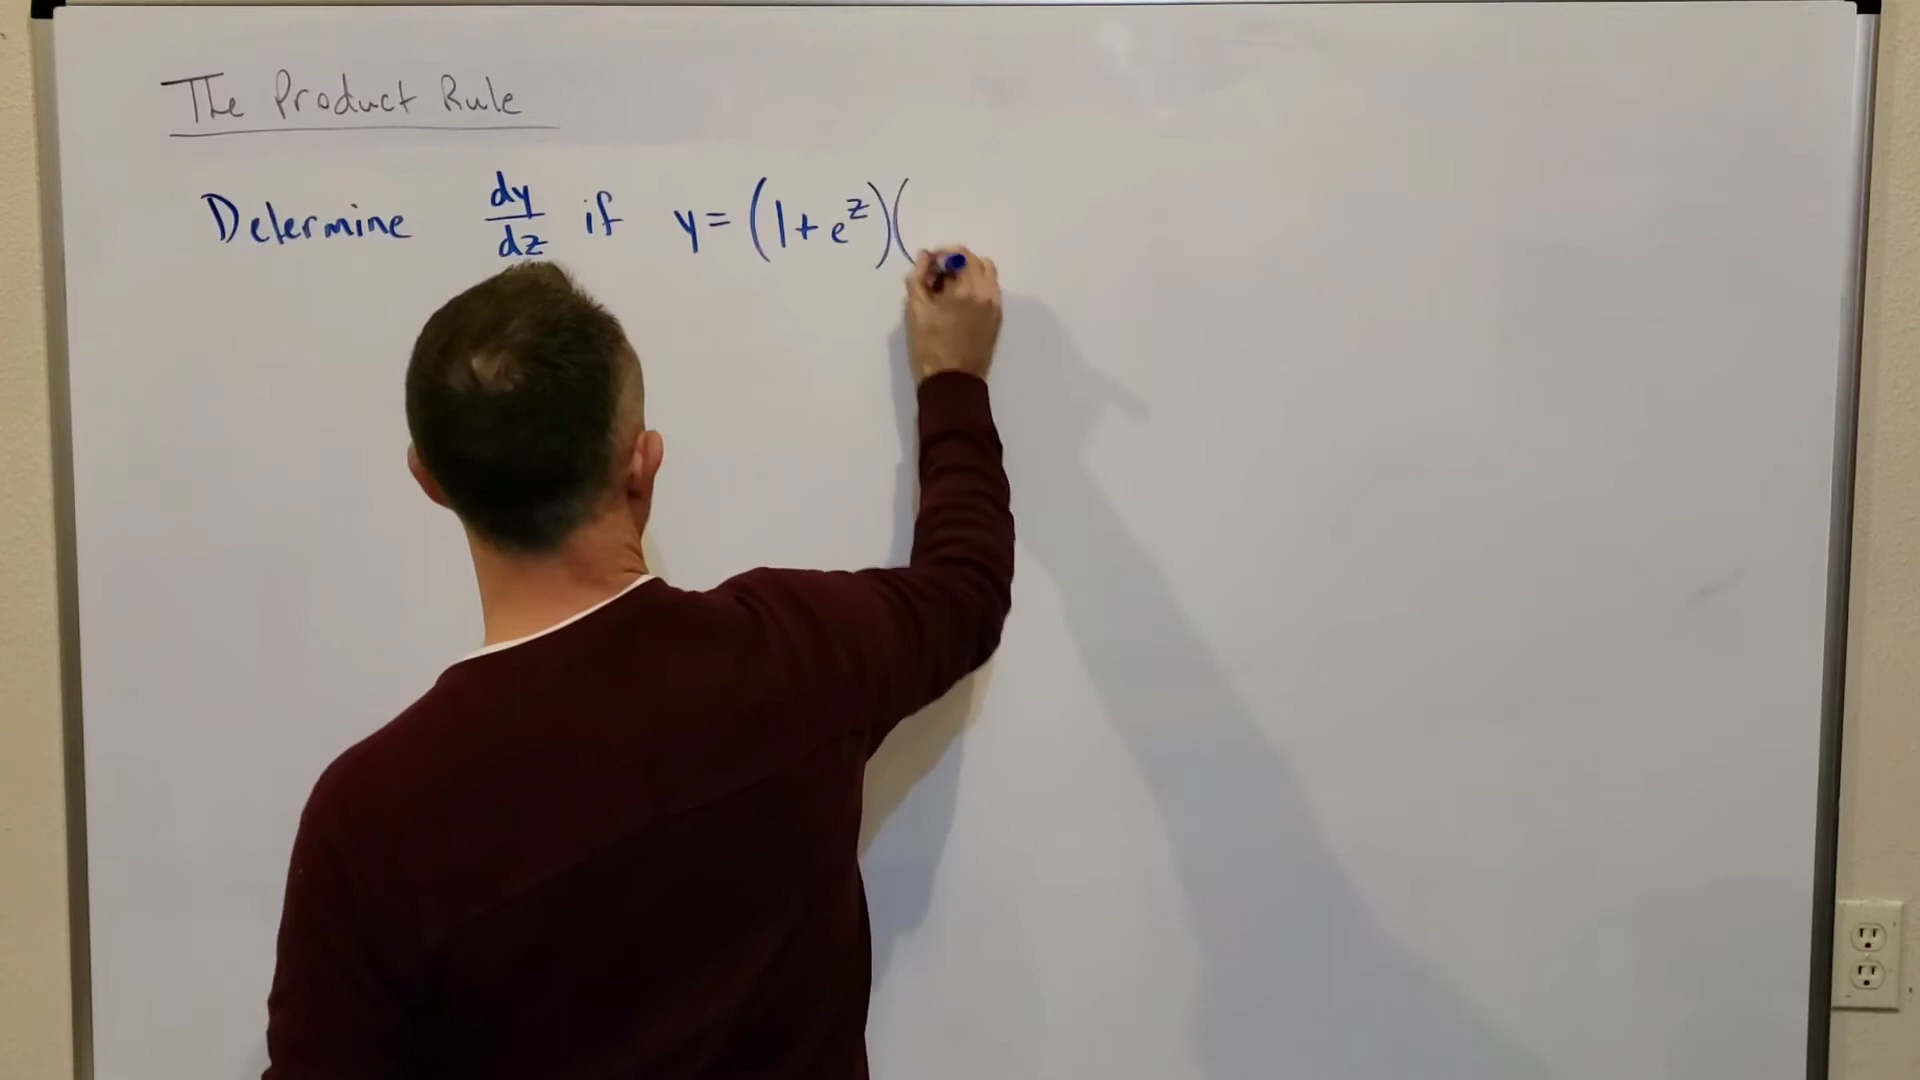 The Product Rule
Determine dy/dz if y = (1 + e^z)(